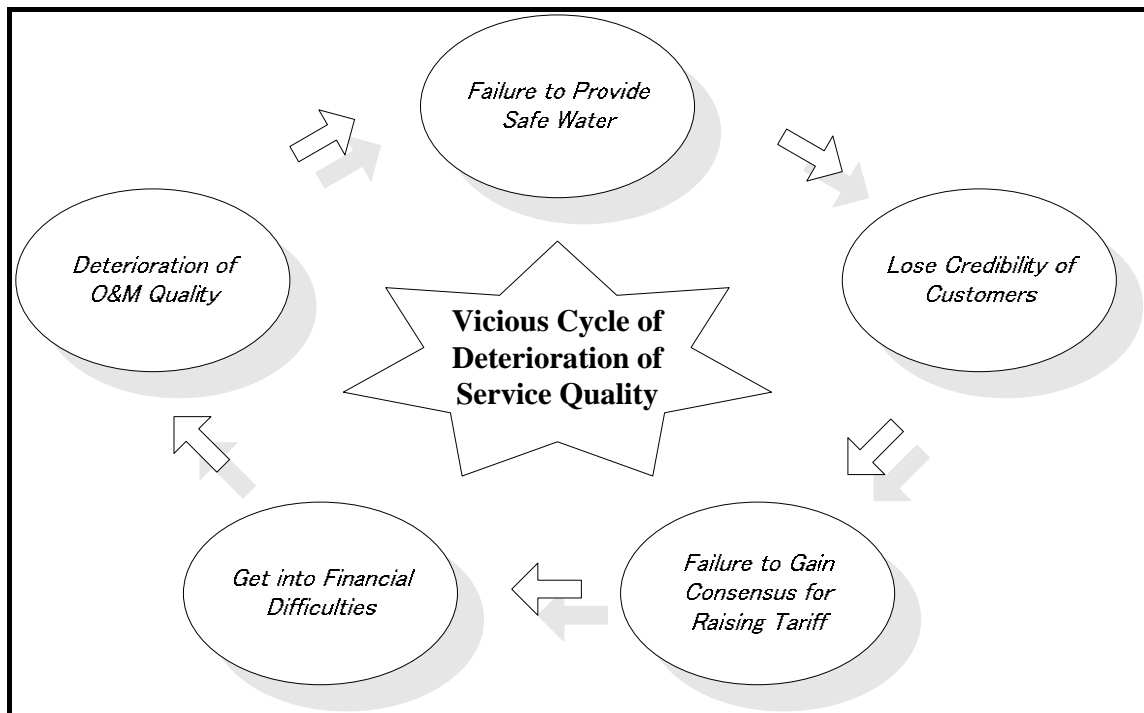 Failure to Provide
Safe Water
Deterioration of
O&M Quality
Lose Credibility of
Customers
Vicious Cycle of
Deterioration of
Service Quality
Get into Financial
Difficulties
Failure to Gain
Consensus for
Raising Tariff